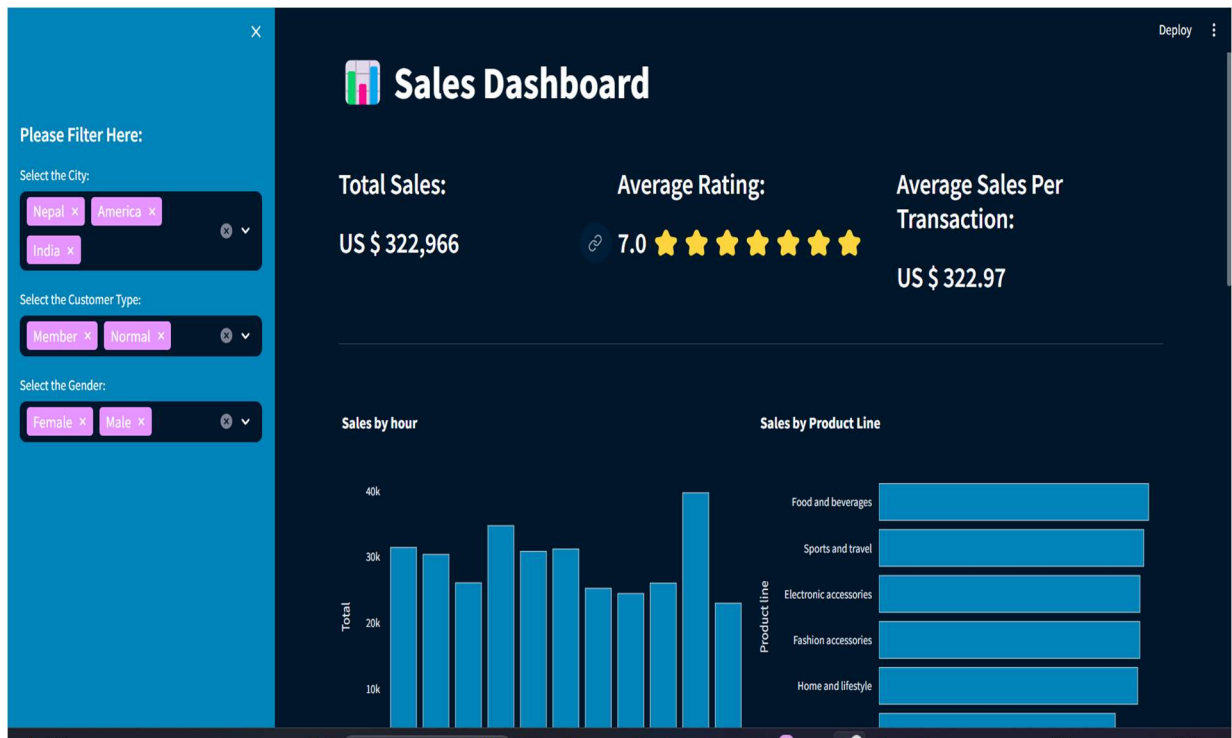 X
Deploy
Sales Dashboard
Please Filter Here:
Select the City:
Nepal ×
America ×
India ×
Select the Customer Type:
Member ×
Normal ×
Select the Gender:
Female ×
Male ×
Total Sales:
US $ 322,966
Average Rating:
7.0
Average Sales Per
Transaction:
US $ 322.97
Sales by hour
40k
30k
20k
10k
Total
Sales by Product Line
Food and beverages
Sports and travel
Electronic accessories
Fashion accessories
Home and lifestyle
Product line